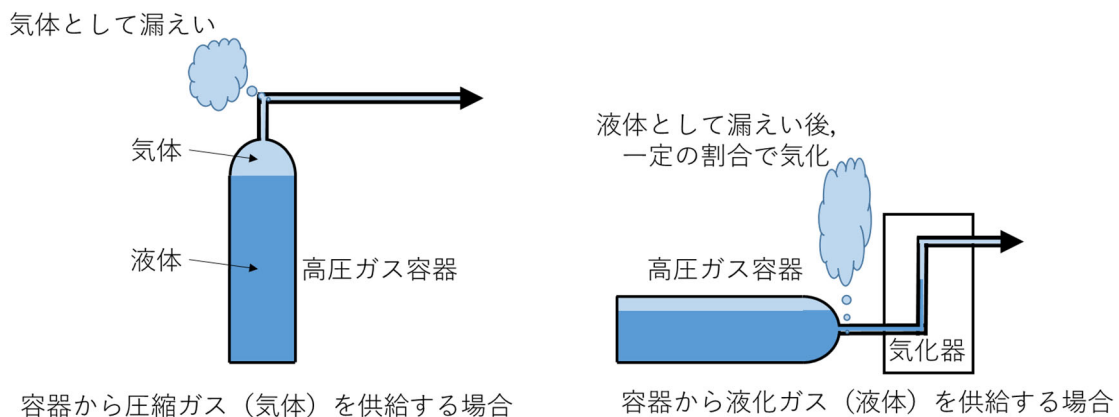 気体として漏えい
気体
液体
高圧ガス容器
容器から圧縮ガス（気体）を供給する場合
液体として漏えい後,
一定の割合で気化
高圧ガス容器
気化器
容器から液化ガス（液体）を供給する場合